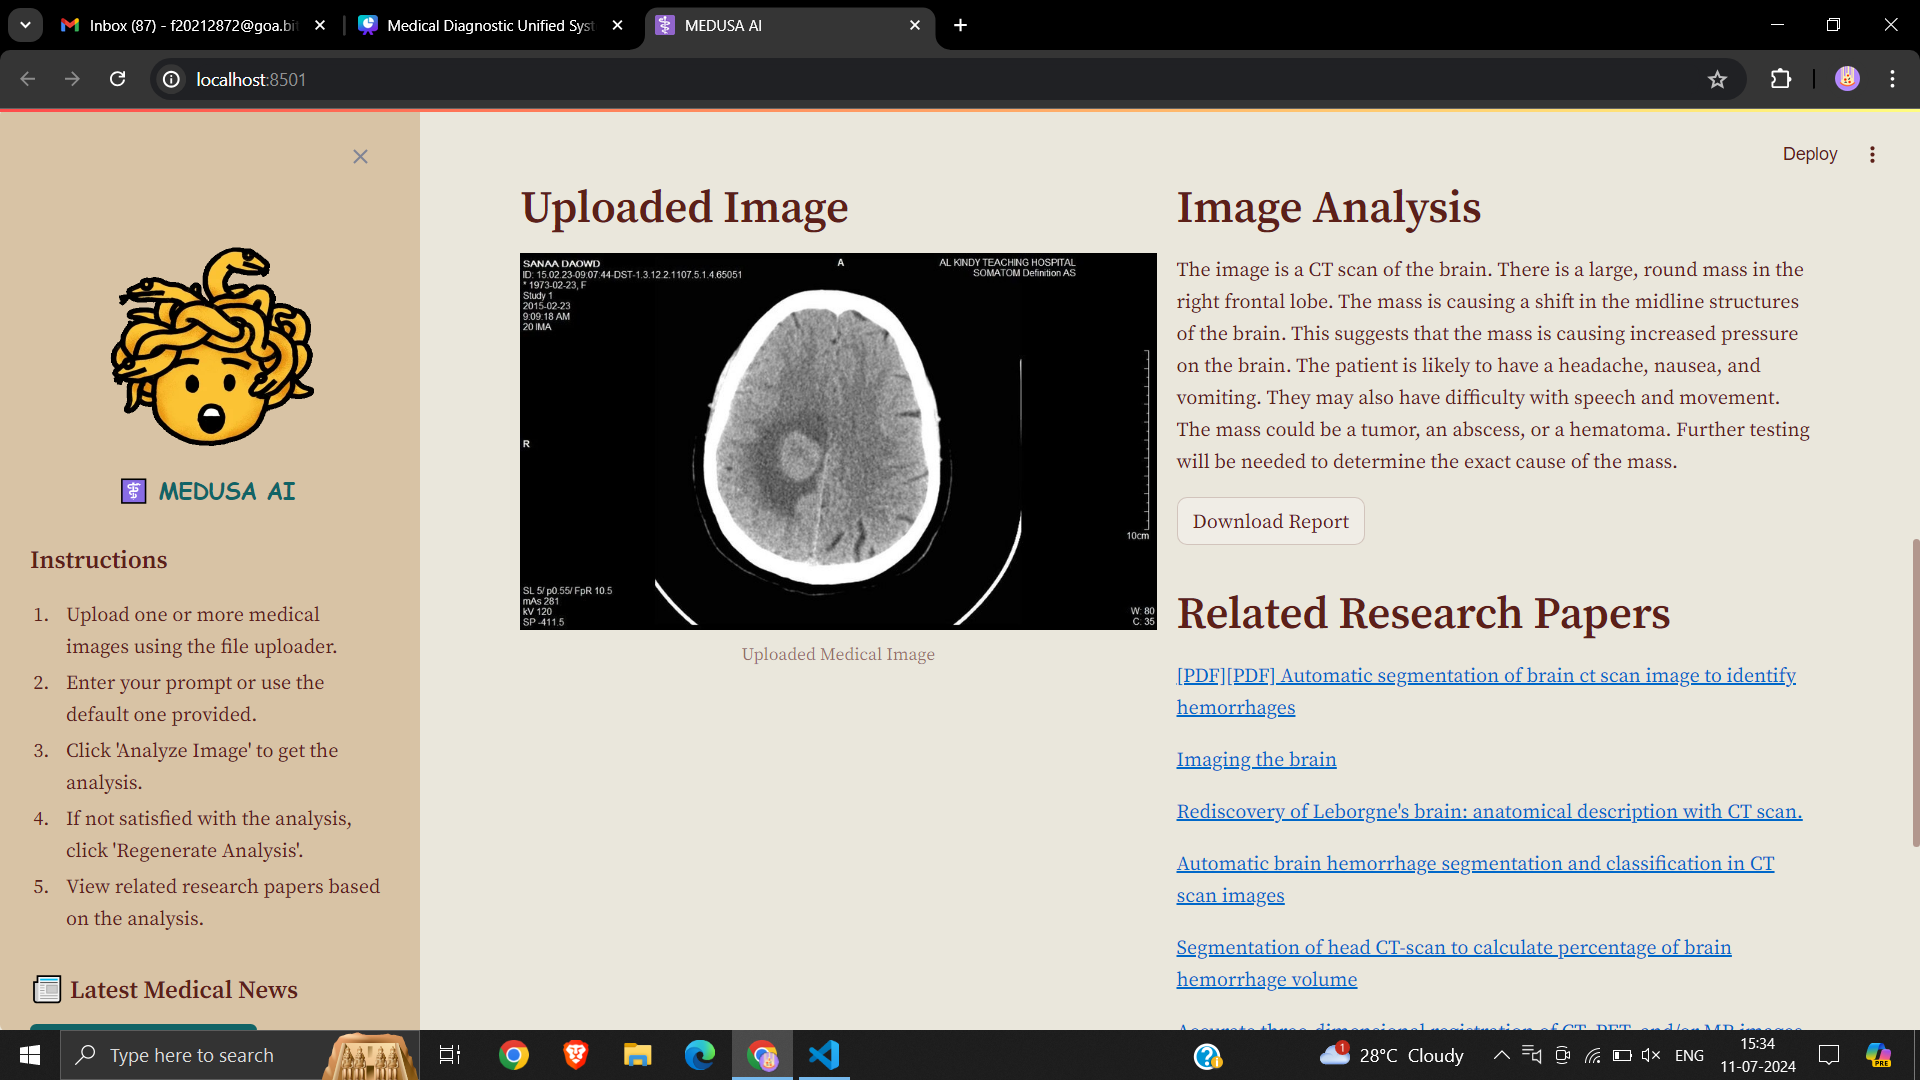 Inbox (87) - f20212872@goa.bit
Medical Diagnostic Unified Syst
MEDUSA AI
localhost:8501
Deploy
MEDUSA AI
Instructions
1. Upload one or more medical
images using the file uploader.
2. Enter your prompt or use the
default one provided.
3. Click 'Analyze Image' to get the
analysis.
4. If not satisfied with the analysis,
click 'Regenerate Analysis'.
5. View related research papers based
on the analysis.
Latest Medical News
Uploaded Image
SANAA DAOWD
ID: 15.02.23-09:07:44-DST-1.3.12.2.1107.5.1.4.65051
* 1973-02-23, F
Study 1
2015-02-23
9:09:18 AM
20 IMA
A
AL KINDY TEACHING HOSPITAL
SOMATOM Definition AS
R
10cm
SL 5/ p0.55/ FpR 10.5
mAs 281
kV 120
SP -411.5
W: 80
C: 35
Uploaded Medical Image
Image Analysis
The image is a CT scan of the brain. There is a large, round mass in the
right frontal lobe. The mass is causing a shift in the midline structures
of the brain. This suggests that the mass is causing increased pressure
on the brain. The patient is likely to have a headache, nausea, and
vomiting. They may also have difficulty with speech and movement.
The mass could be a tumor, an abscess, or a hematoma. Further testing
will be needed to determine the exact cause of the mass.
Download Report
Related Research Papers
[PDF][PDF] Automatic segmentation of brain ct scan image to identify
hemorrhages
Imaging the brain
Rediscovery of Leborgne's brain: anatomical description with CT scan.
Automatic brain hemorrhage segmentation and classification in CT
scan images
Segmentation of head CT-scan to calculate percentage of brain
hemorrhage volume
Accurate three-dimensional registration of CT, PET, and/or MR images
Type here to search
1
28°C Cloudy
ENG
15:34
11-07-2024
PRE